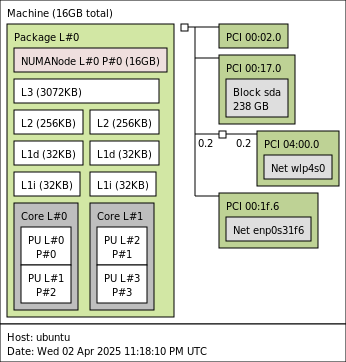 Machine (16GB total)
Package L#0
NUMANode L#0 P#0 (16GB)
L3 (3072KB)
L2 (256KB)
L2 (256KB)
L1d (32KB)
L1d (32KB)
L1i (32KB)
L1i (32KB)
Core L#0
PU L#0
P#0
PU L#1
P#2
Core L#1
PU L#2
P#1
PU L#3
P#3
PCI 00:02.0
PCI 00:17.0
Block sda
238 GB
0.2
0.2
PCI 04:00.0
Net wlp4s0
PCI 00:1f.6
Net enp0s31f6
Host: ubuntu
Date: Wed 02 Apr 2025 11:18:10 PM UTC